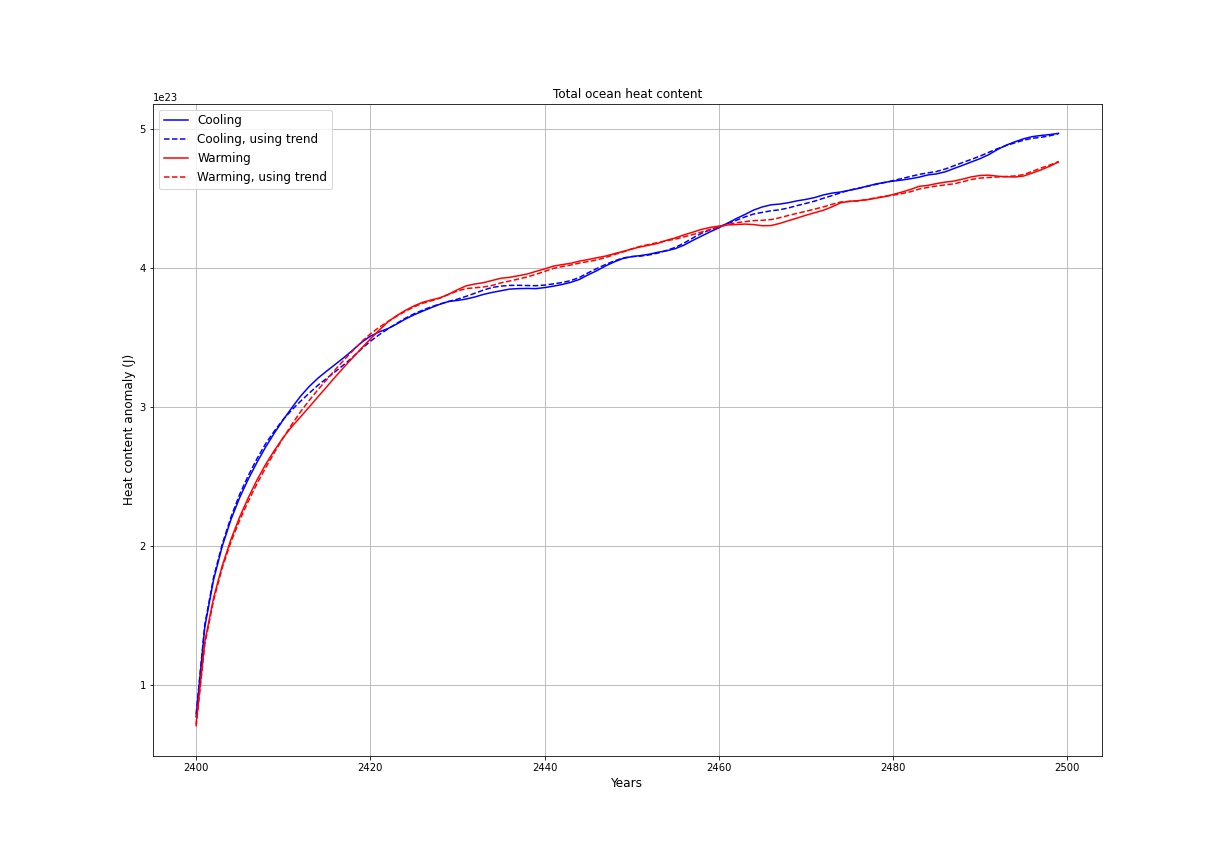 Total ocean heat content
1e23
Cooling
Cooling, using trend
Warming
Warming, using trend
5
4
3
2
1
Heat content anomaly (J)
2400 2420 2440 2460 2480 2500
Years